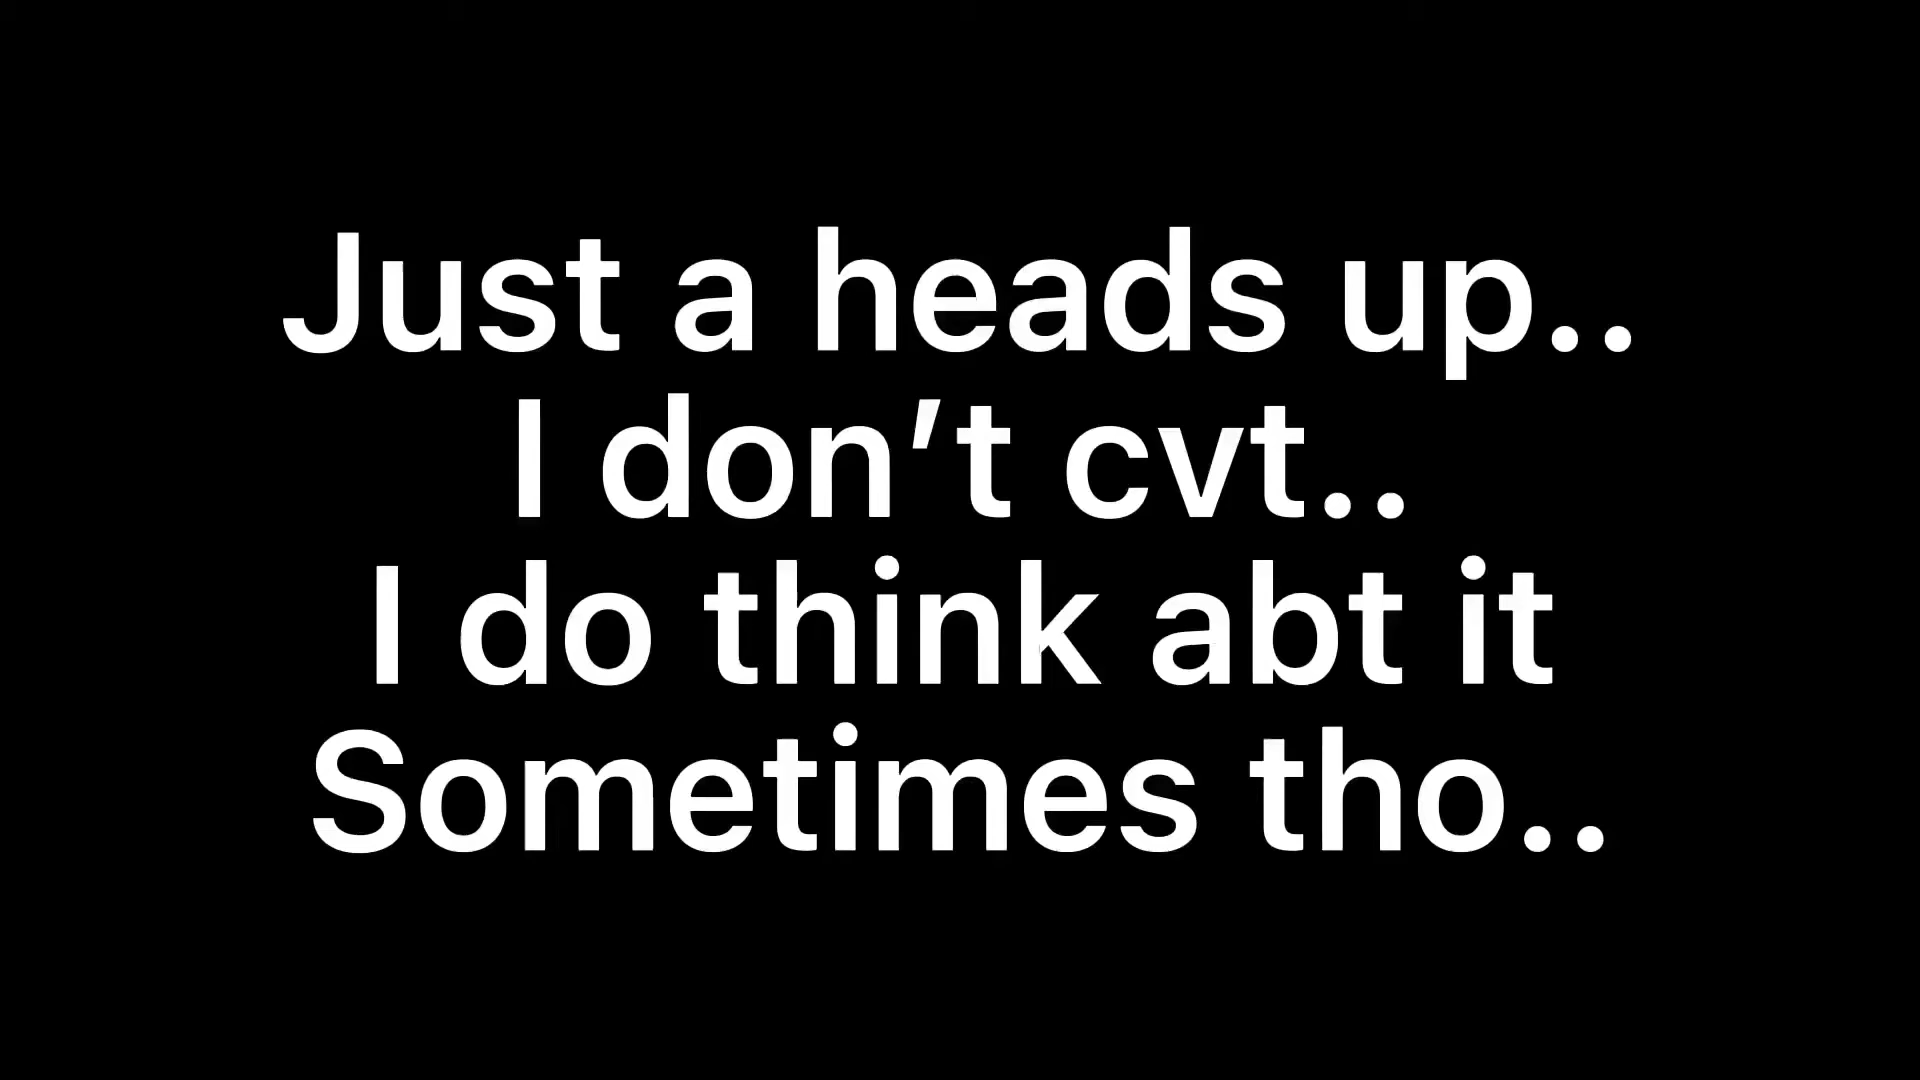 Just a heads up..
I don't cvt..
I do think abt it
Sometimes tho..